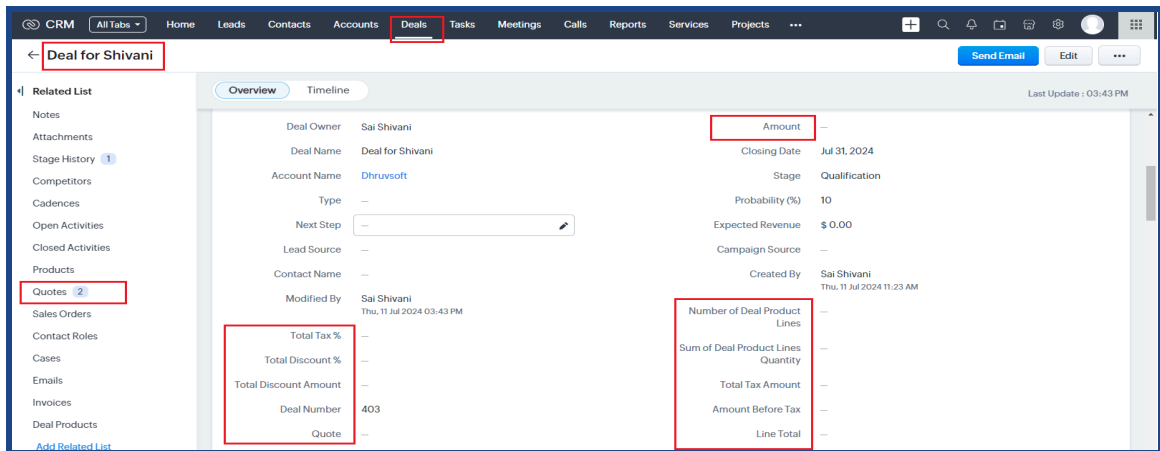 CRM All Tabs Home Leads Contacts Accounts Deals Tasks Meetings Calls Reports Services Projects •••
Deal for Shivani Send Email Edit •••
Related List
Notes
Attachments
Stage History 1
Competitors
Cadences
Open Activities
Closed Activities
Products
Quotes 2
Sales Orders
Contact Roles
Cases
Emails
Invoices
Deal Products
Add Related List
Overview Timeline Last Update : 03:43 PM
Deal Owner Sai Shivani
Deal Name Deal for Shivani
Account Name Dhruvsoft
Type —
Next Step —
Lead Source —
Contact Name —
Modified By Sai Shivani
Thu, 11 Jul 2024 03:43 PM
Total Tax % —
Total Discount % —
Total Discount Amount —
Deal Number 403
Quote —
Amount —
Closing Date Jul 31, 2024
Stage Qualification
Probability (%) 10
Expected Revenue $ 0.00
Campaign Source —
Created By Sai Shivani
Thu, 11 Jul 2024 11:23 AM
Number of Deal Product —
Lines
Sum of Deal Product Lines —
Quantity
Total Tax Amount —
Amount Before Tax —
Line Total —